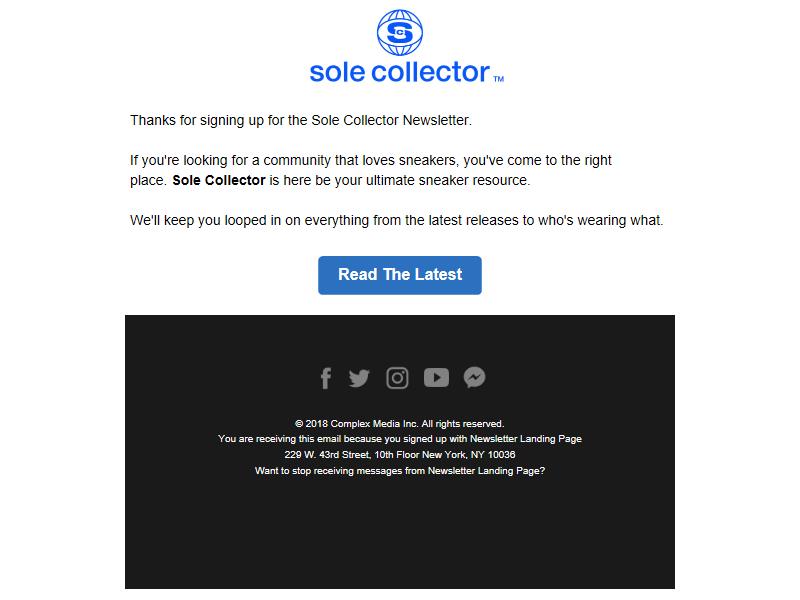 SC
sole collector™
Thanks for signing up for the Sole Collector Newsletter.
If you're looking for a community that loves sneakers, you've come to the right
place. Sole Collector is here be your ultimate sneaker resource.
We'll keep you looped in on everything from the latest releases to who's wearing what.
Read The Latest
© 2018 Complex Media Inc. All rights reserved.
You are receiving this email because you signed up with Newsletter Landing Page
229 W. 43rd Street, 10th Floor New York, NY 10036
Want to stop receiving messages from Newsletter Landing Page?